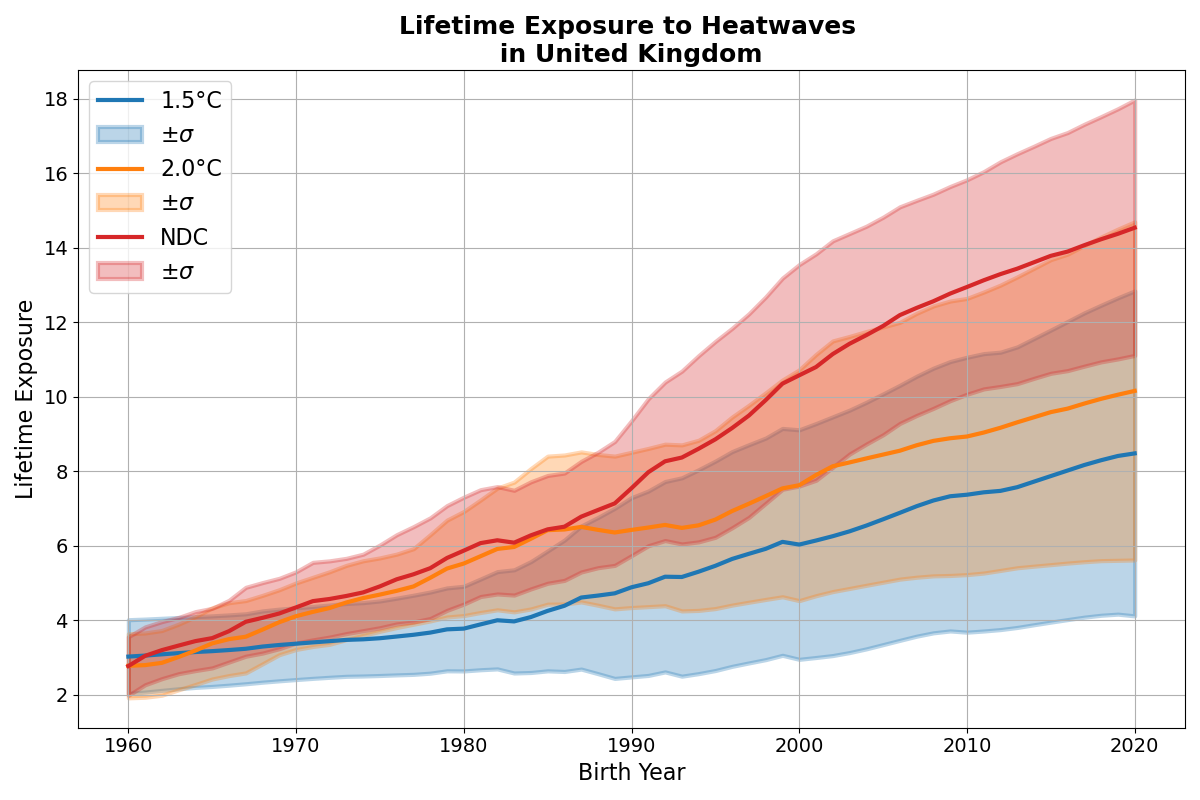 Lifetime Exposure to Heatwaves
in United Kingdom
1.5°C
±σ
2.0°C
±σ
NDC
±σ
Lifetime Exposure
18
16
14
12
10
8
6
4
2
1960 1970 1980 1990 2000 2010 2020
Birth Year